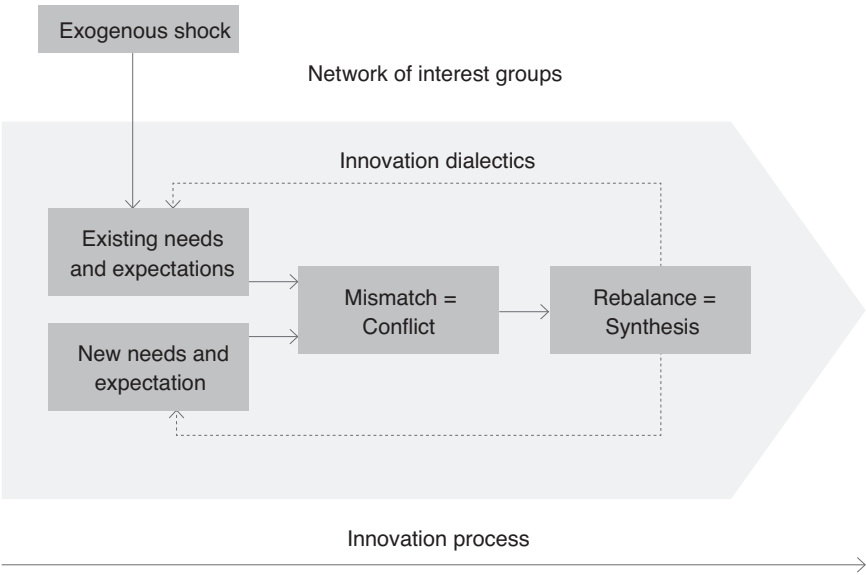 Exogenous shock
Network of interest groups
Innovation dialectics
Existing needs
and expectations
New needs and
expectation
Mismatch =
Conflict
Rebalance =
Synthesis
Innovation process